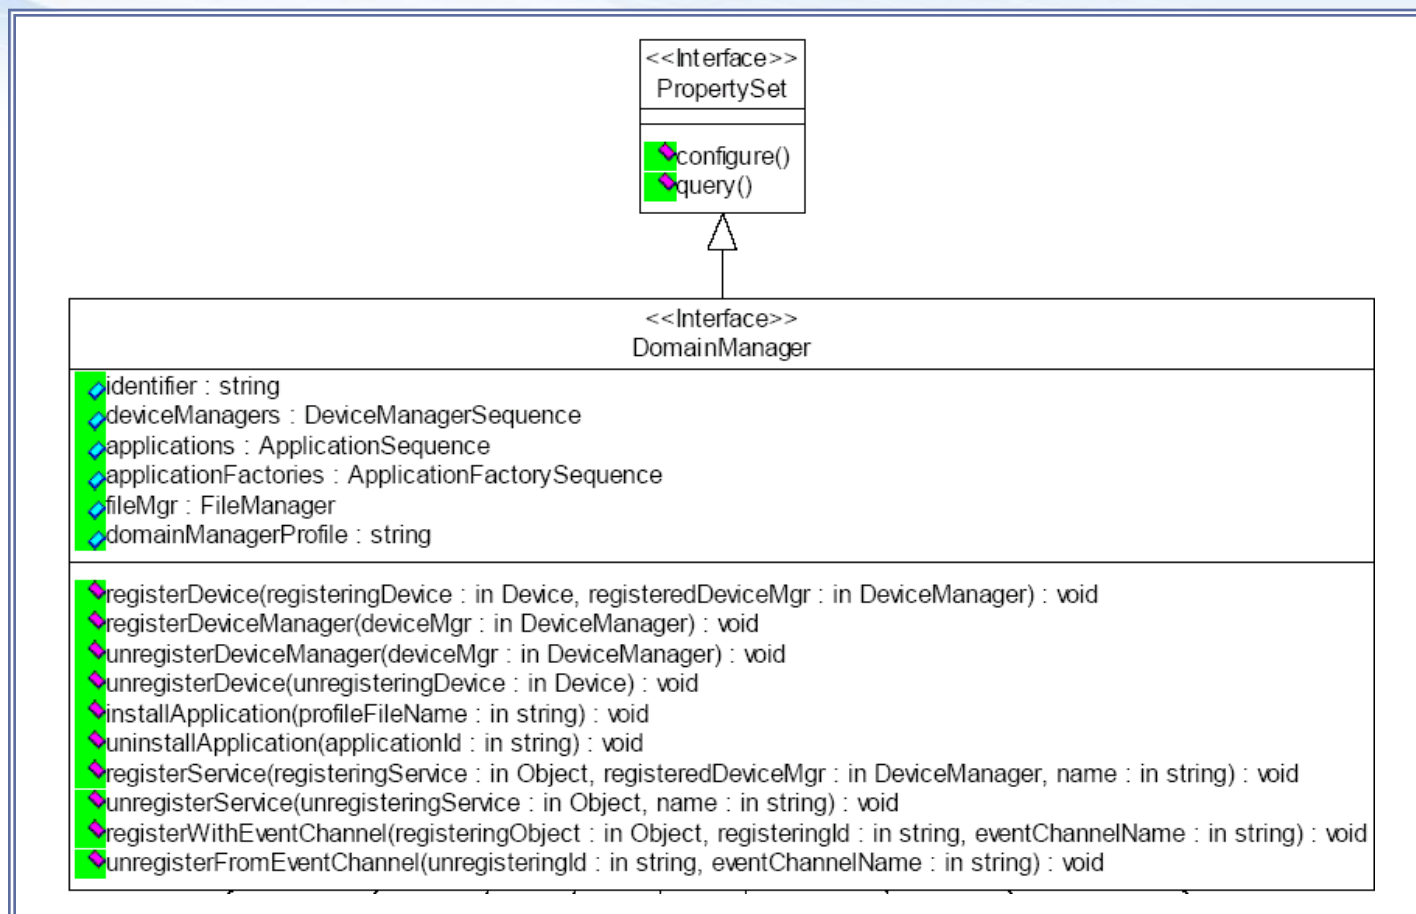 <<Interface>>
PropertySet
configure()
query()
<<Interface>>
DomainManager
identifier : string
deviceManagers : DeviceManagerSequence
applications : ApplicationSequence
applicationFactories : ApplicationFactorySequence
fileMgr : FileManager
domainManagerProfile : string
registerDevice(registeringDevice : in Device, registeredDeviceMgr : in DeviceManager) : void
registerDeviceManager(deviceMgr : in DeviceManager) : void
unregisterDeviceManager(deviceMgr : in DeviceManager) : void
unregisterDevice(unregisteringDevice : in Device) : void
installApplication(profileFileName : in string) : void
uninstallApplication(applicationId : in string) : void
registerService(registeringService : in Object, registeredDeviceMgr : in DeviceManager, name : in string) : void
unregisterService(unregisteringService : in Object, name : in string) : void
registerWithEventChannel(registeringObject : in Object, registeringId : in string, eventChannelName : in string) : void
unregisterFromEventChannel(unregisteringId : in string, eventChannelName : in string) : void